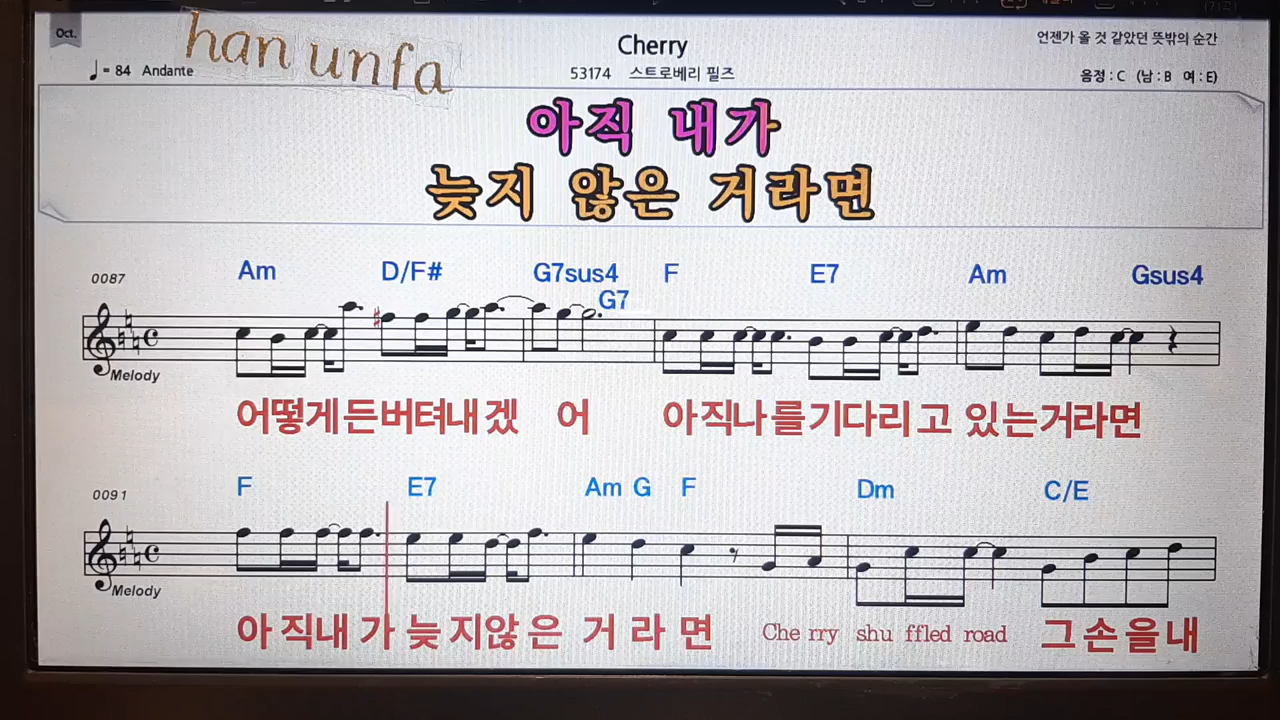 Oct.
han unfa
Cherry
언젠가 올 것 같았던 뜻밖의 순간
♩= 84 Andante
53174 스트로베리 필즈
음정 : C (남 : B 여 : E)
아직 내가
늦지 않은 거라면
0087
Am D/F# G7sus4 G7 F E7 Am Gsus4
Melody
어떻게든버텨내겠 어 아직나를기다리고 있는거라면
0091
F E7 Am G F Dm C/E
Melody
아 직내 가 늦 지않 은 거 라 면 Che rry shu ffled road 그손을내